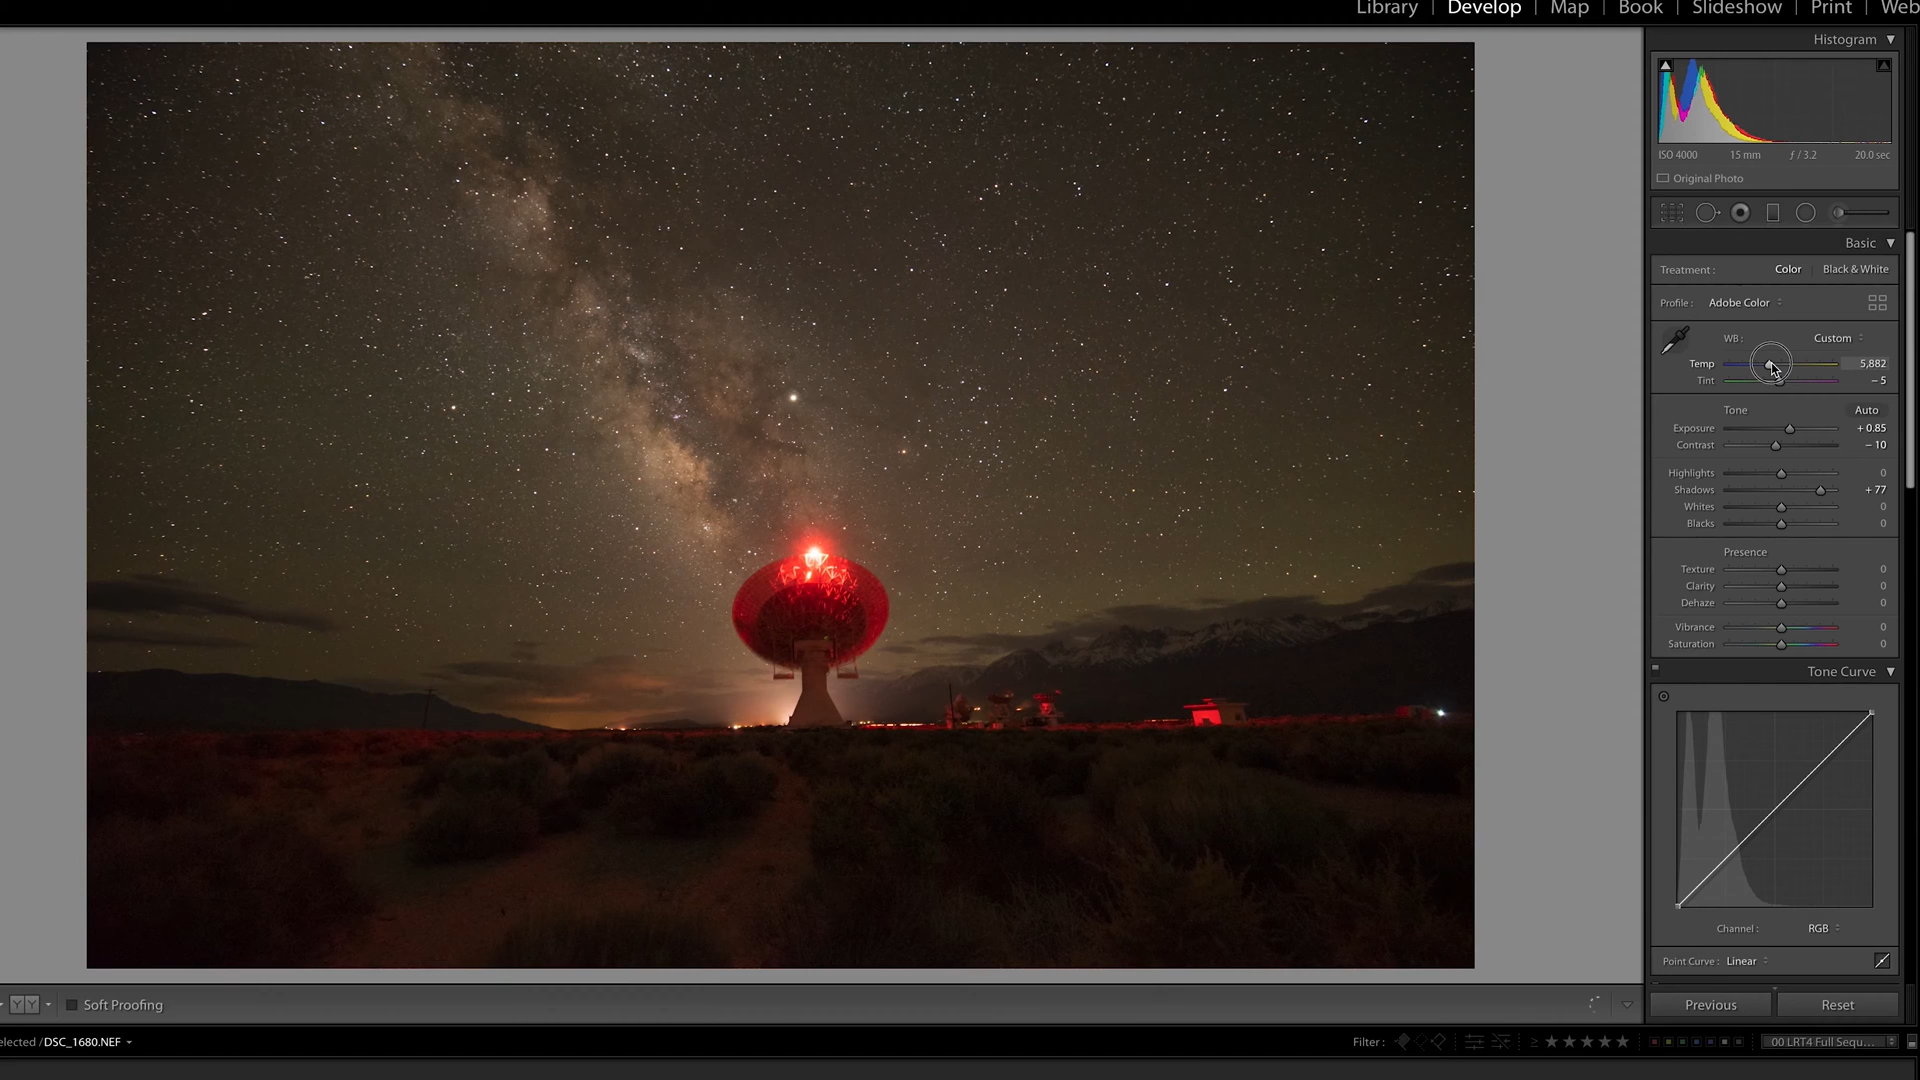 Library | Develop | Map | Book | Slideshow | Print | Web
Histogram
ISO 4000 15 mm ƒ / 3.2 20.0 sec
Original Photo
Basic
Treatment : Color Black & White
Profile : Adobe Color
WB : Custom
Temp 5,882
Tint – 5
Tone Auto
Exposure + 0.85
Contrast – 10
Highlights 0
Shadows + 77
Whites 0
Blacks 0
Presence
Texture 0
Clarity 0
Dehaze 0
Vibrance 0
Saturation 0
Tone Curve
Channel : RGB
Point Curve : Linear
YY Soft Proofing Previous Reset
elected / DSC_1680.NEF Filter : ≥ ★★★★★ 00 LRT4 Full Sequ...